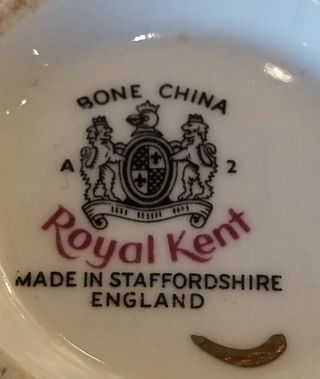 BONE CHINA
A 2
Royal Kent
MADE IN STAFFORDSHIRE
ENGLAND